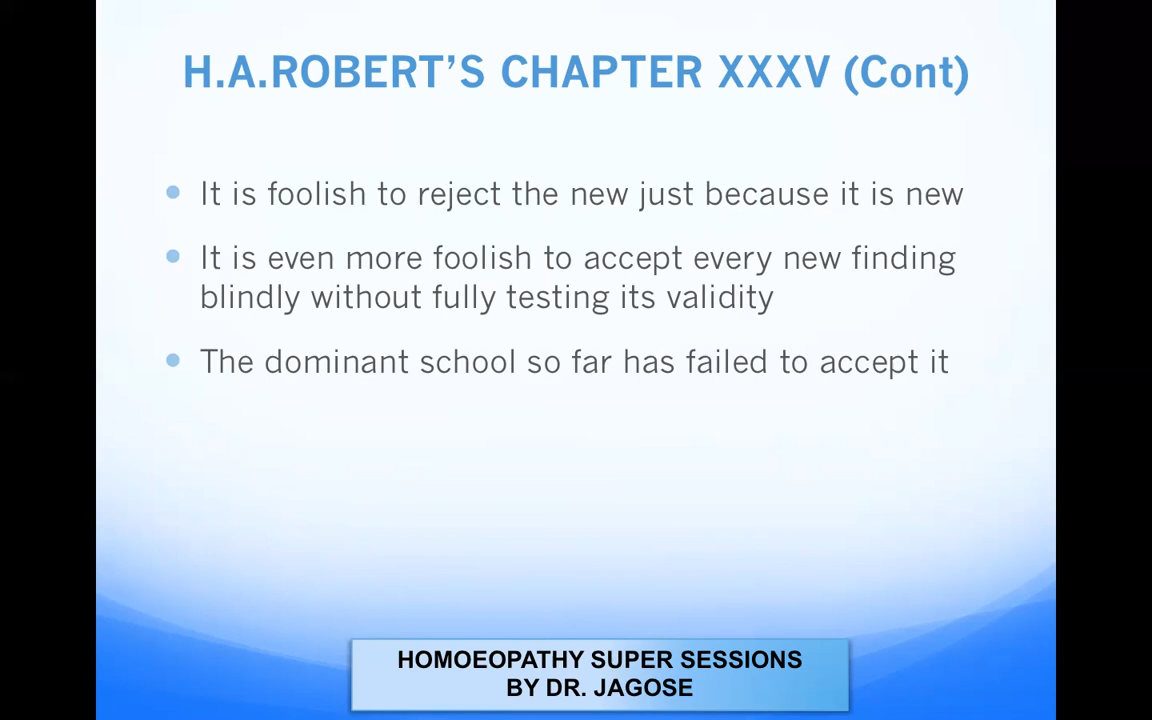 H.A.ROBERT’S CHAPTER XXXV (Cont)
It is foolish to reject the new just because it is new
It is even more foolish to accept every new finding
blindly without fully testing its validity
The dominant school so far has failed to accept it
HOMOEOPATHY SUPER SESSIONS
BY DR. JAGOSE